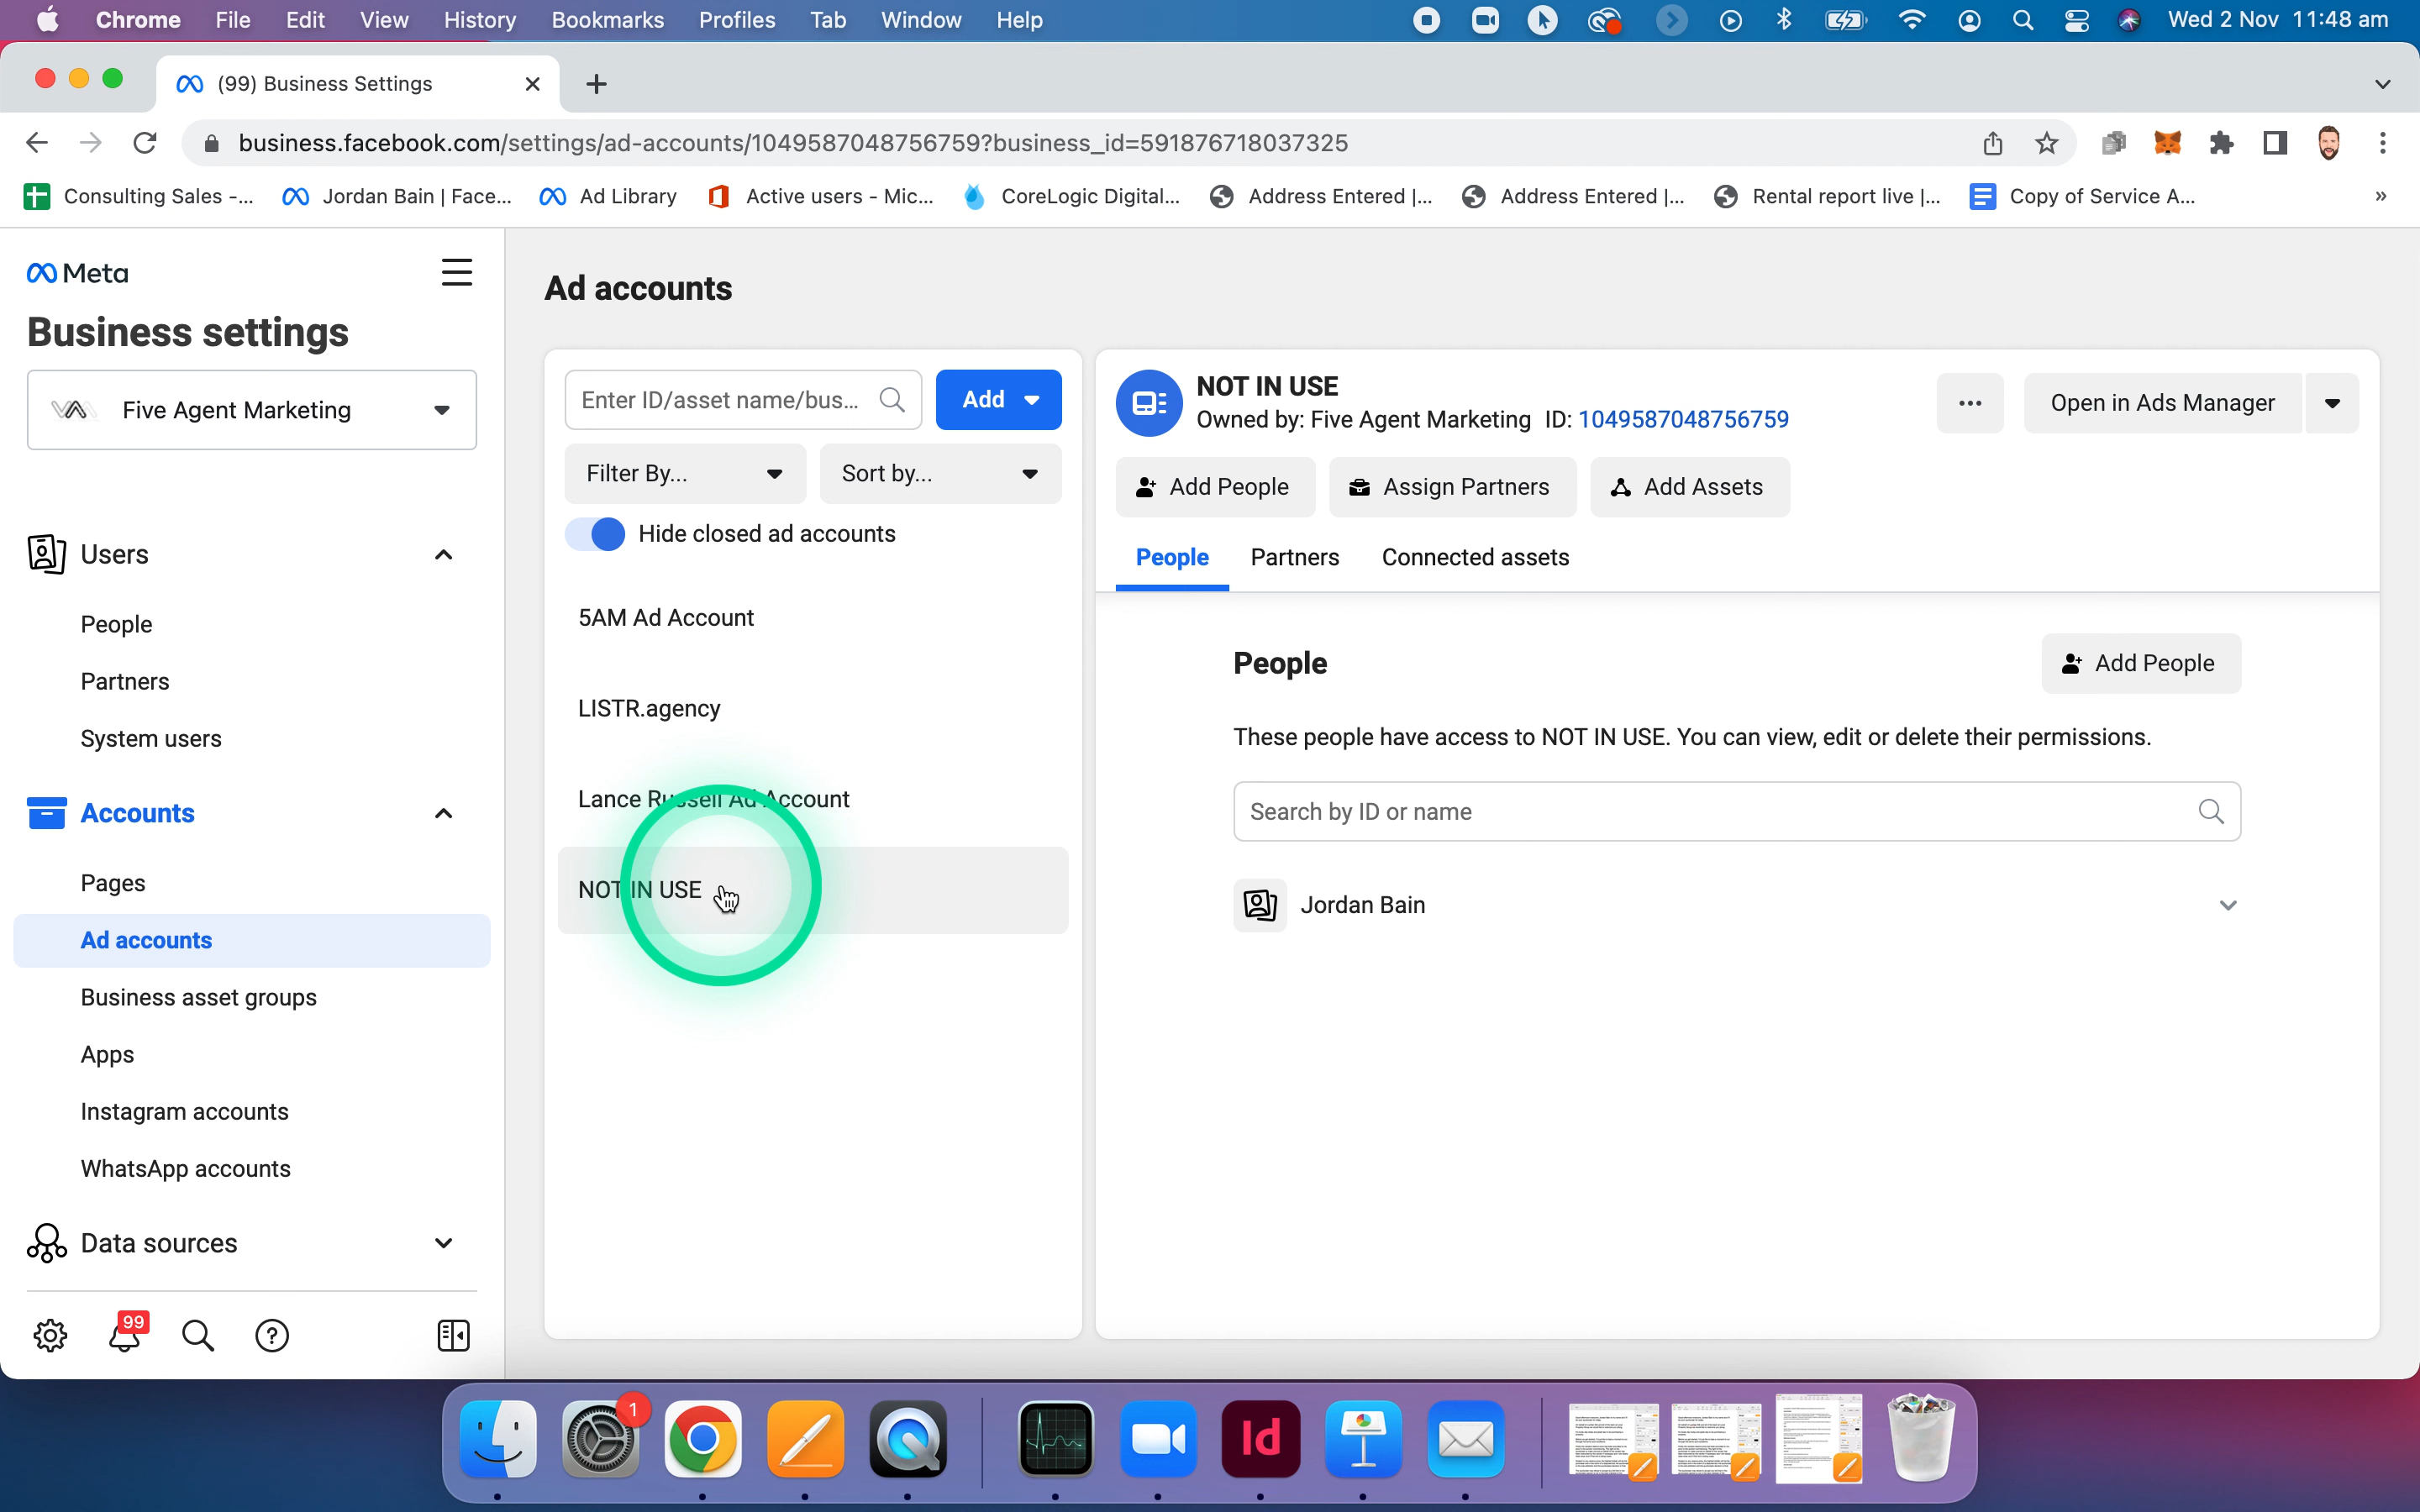 Chrome File Edit View History Bookmarks Profiles Tab Window Help Wed 2 Nov 11:48 am
(99) Business Settings
business.facebook.com/settings/ad-accounts/1049587048756759?business_id=591876718037325
Consulting Sales -... Jordan Bain | Face... Ad Library Active users - Mic... CoreLogic Digital... Address Entered |... Address Entered |... Rental report live |... Copy of Service A... »
Meta
Business settings
Five Agent Marketing
Users
People
Partners
System users
Accounts
Pages
Ad accounts
Business asset groups
Apps
Instagram accounts
WhatsApp accounts
Data sources
99
Ad accounts
Enter ID/asset name/bus... Add
Filter By... Sort by...
Hide closed ad accounts
5AM Ad Account
LISTR.agency
Lance Russell Ad Account
NOT IN USE
NOT IN USE
Owned by: Five Agent Marketing ID: 1049587048756759
Open in Ads Manager
Add People Assign Partners Add Assets
People Partners Connected assets
People
Add People
These people have access to NOT IN USE. You can view, edit or delete their permissions.
Search by ID or name
Jordan Bain
1
Id